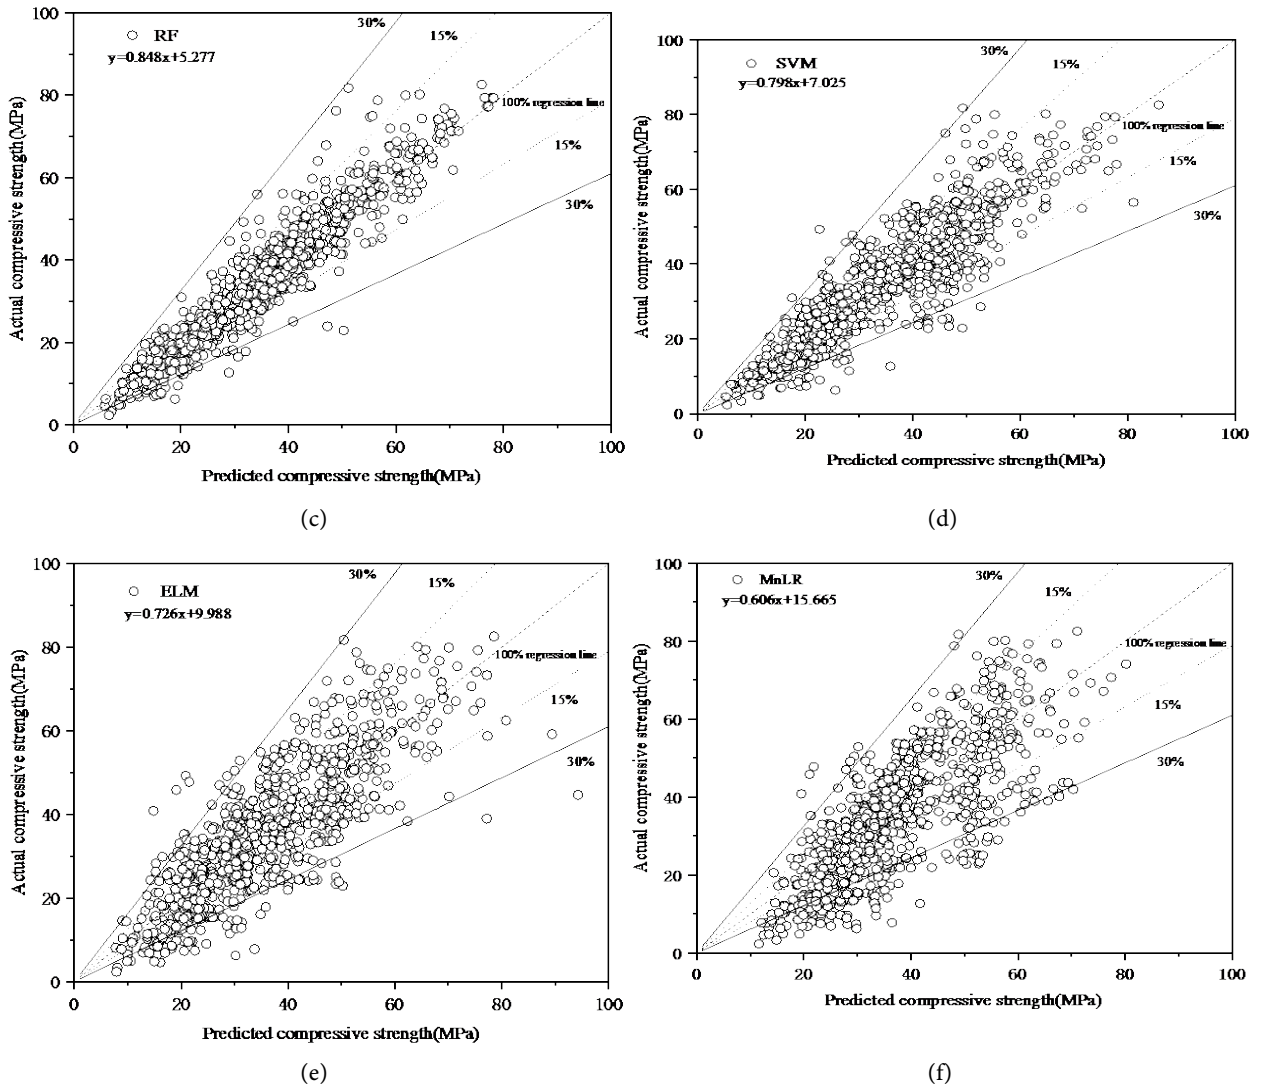 RF
y=0.848x+5.277
30%
15%
100% regression line
15%
30%
100
80
60
40
20
0
0 20 40 60 80 100
Actual compressive strength(MPa)
Predicted compressive strength(MPa)
(c)
SVM
y=0.798x+7.025
30%
15%
100% regression line
15%
30%
100
80
60
40
20
0
0 20 40 60 80 100
Actual compressive strength(MPa)
Predicted compressive strength(MPa)
(d)
ELM
y=0.726x+9.988
30%
15%
100% regression line
15%
30%
100
80
60
40
20
0
0 20 40 60 80 100
Actual compressive strength(MPa)
Predicted compressive strength(MPa)
(e)
MnLR
y=0.606x+15.665
30%
15%
100% regression line
15%
30%
100
80
60
40
20
0
0 20 40 60 80 100
Actual compressive strength(MPa)
Predicted compressive strength(MPa)
(f)